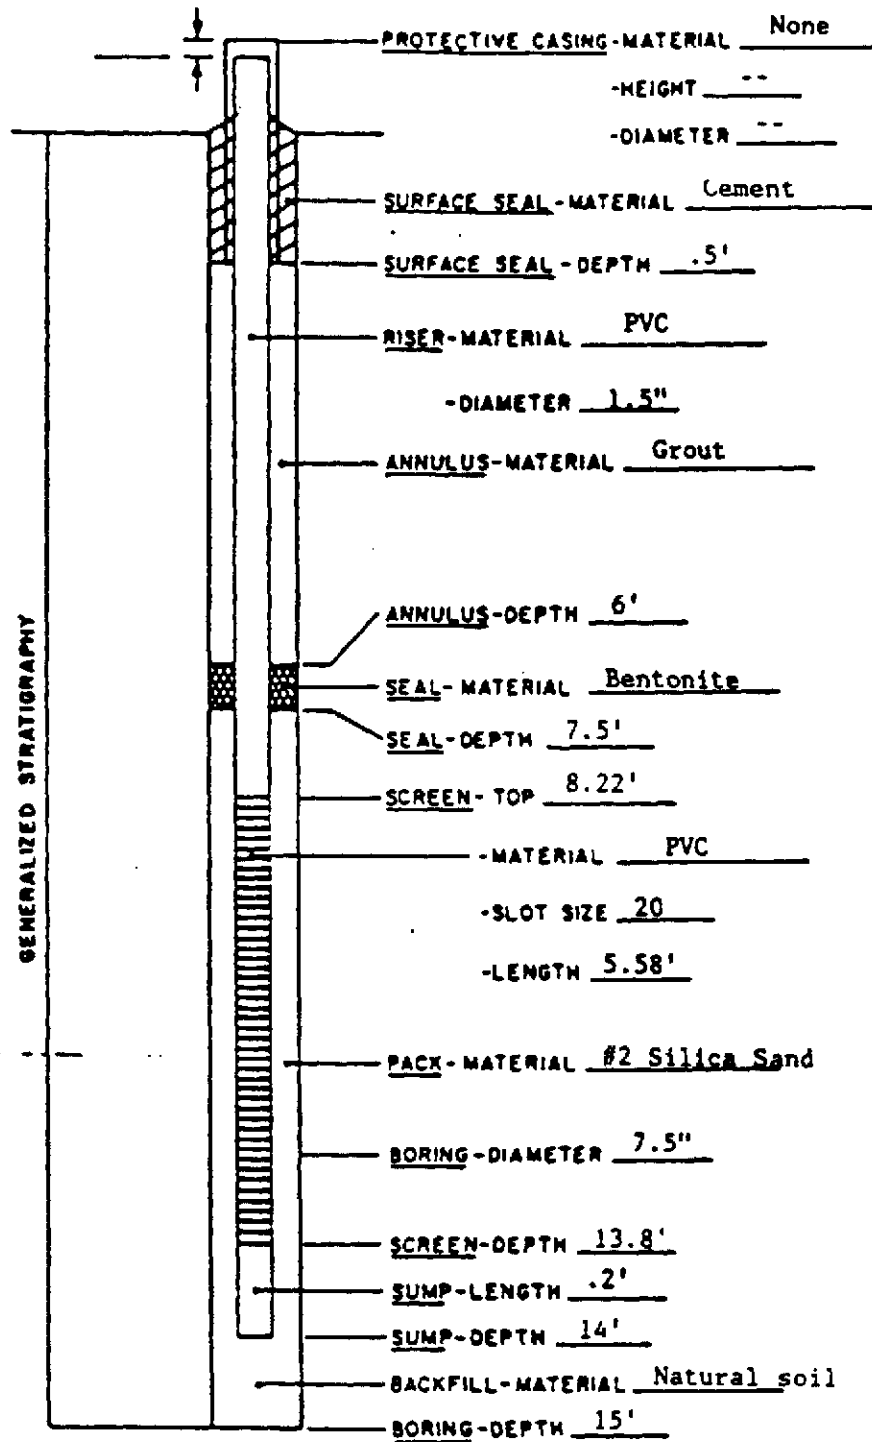 PROTECTIVE CASING-MATERIAL None
-HEIGHT --
-DIAMETER --
SURFACE SEAL-MATERIAL Cement
SURFACE SEAL-DEPTH .5'
RISER-MATERIAL PVC
-DIAMETER 1.5"
ANNULUS-MATERIAL Grout
ANNULUS-DEPTH 6'
SEAL-MATERIAL Bentonite
SEAL-DEPTH 7.5'
SCREEN-TOP 8.22'
-MATERIAL PVC
-SLOT SIZE 20
-LENGTH 5.58'
PACK-MATERIAL #2 Silica Sand
BORING-DIAMETER 7.5"
SCREEN-DEPTH 13.8'
SUMP-LENGTH .2'
SUMP-DEPTH 14'
BACKFILL-MATERIAL Natural soil
BORING-DEPTH 15'
GENERALIZED STRATIGRAPHY